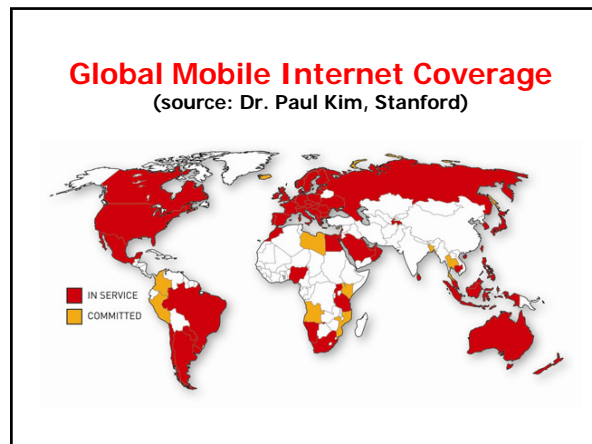 Global Mobile Internet Coverage
(source: Dr. Paul Kim, Stanford)
IN SERVICE
COMMITTED